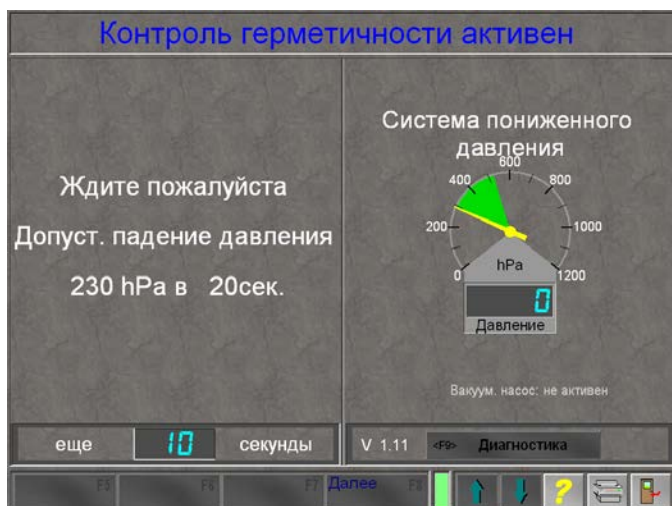 Контроль герметичности активен
Ждите пожалуйста
Допуст. падение давления
230 hPa в 20сек.
Система пониженного
давления
0
200
400
600
800
1000
1200
hPa
0
Давление
Вакуум. насос: не активен
еще 10 секунды
V 1.11 <F9> Диагностика
F5 F6 F7 Далее F8
?